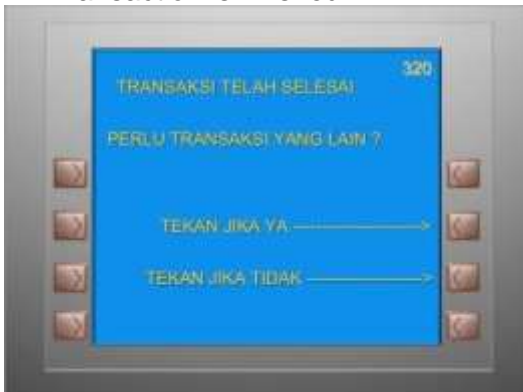 320
TRANSAKSI TELAH SELESAI
PERLU TRANSAKSI YANG LAIN ?
TEKAN JIKA YA -------------->
TEKAN JIKA TIDAK -------------->